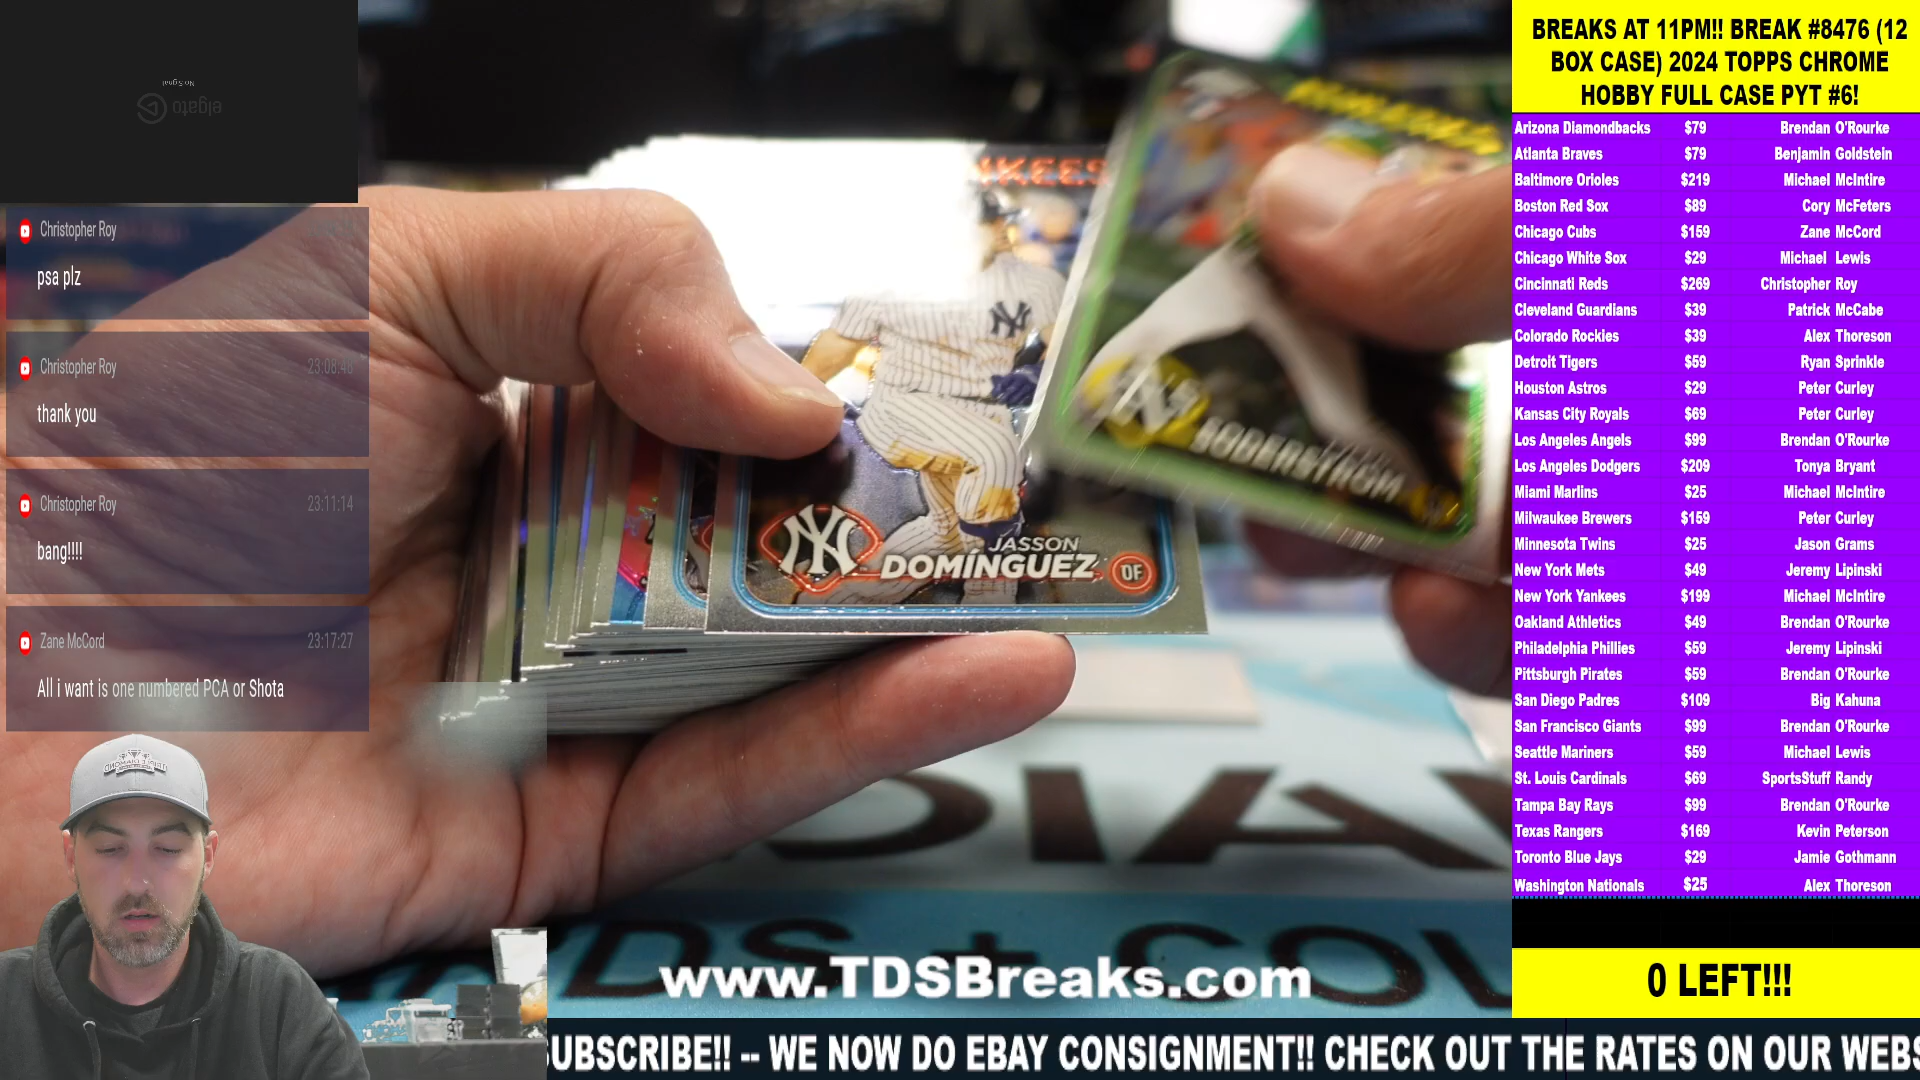 No Signal
elgato
Christopher Roy
psa plz
Christopher Roy 23:08:48
thank you
Christopher Roy 23:11:14
bang!!!!
Zane McCord 23:17:27
All i want is one numbered PCA or Shota
NKEES
JASSON
DOMÍNGUEZ OF
SODERSTROM
www.TDSBreaks.com
SUBSCRIBE!! -- WE NOW DO EBAY CONSIGNMENT!! CHECK OUT THE RATES ON OUR WEBS
BREAKS AT 11PM!! BREAK #8476 (12
BOX CASE) 2024 TOPPS CHROME
HOBBY FULL CASE PYT #6!
Arizona Diamondbacks $79 Brendan O'Rourke
Atlanta Braves $79 Benjamin Goldstein
Baltimore Orioles $219 Michael McIntire
Boston Red Sox $89 Cory McFeters
Chicago Cubs $159 Zane McCord
Chicago White Sox $29 Michael Lewis
Cincinnati Reds $269 Christopher Roy
Cleveland Guardians $39 Patrick McCabe
Colorado Rockies $39 Alex Thoreson
Detroit Tigers $59 Ryan Sprinkle
Houston Astros $29 Peter Curley
Kansas City Royals $69 Peter Curley
Los Angeles Angels $99 Brendan O'Rourke
Los Angeles Dodgers $209 Tonya Bryant
Miami Marlins $25 Michael McIntire
Milwaukee Brewers $159 Peter Curley
Minnesota Twins $25 Jason Grams
New York Mets $49 Jeremy Lipinski
New York Yankees $199 Michael McIntire
Oakland Athletics $49 Brendan O'Rourke
Philadelphia Phillies $59 Jeremy Lipinski
Pittsburgh Pirates $59 Brendan O'Rourke
San Diego Padres $109 Big Kahuna
San Francisco Giants $99 Brendan O'Rourke
Seattle Mariners $59 Michael Lewis
St. Louis Cardinals $69 SportsStuff Randy
Tampa Bay Rays $99 Brendan O'Rourke
Texas Rangers $169 Kevin Peterson
Toronto Blue Jays $29 Jamie Gothmann
Washington Nationals $25 Alex Thoreson
0 LEFT!!!